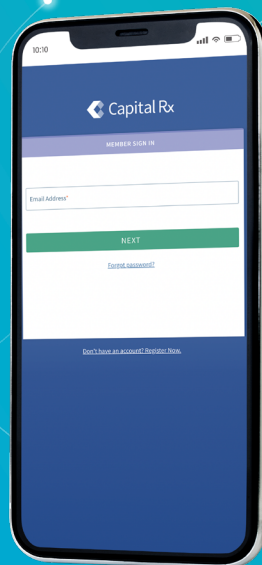 10:10
Capital Rx
MEMBER SIGN IN
Email Address*
NEXT
Forgot password?
Don't have an account? Register Now.